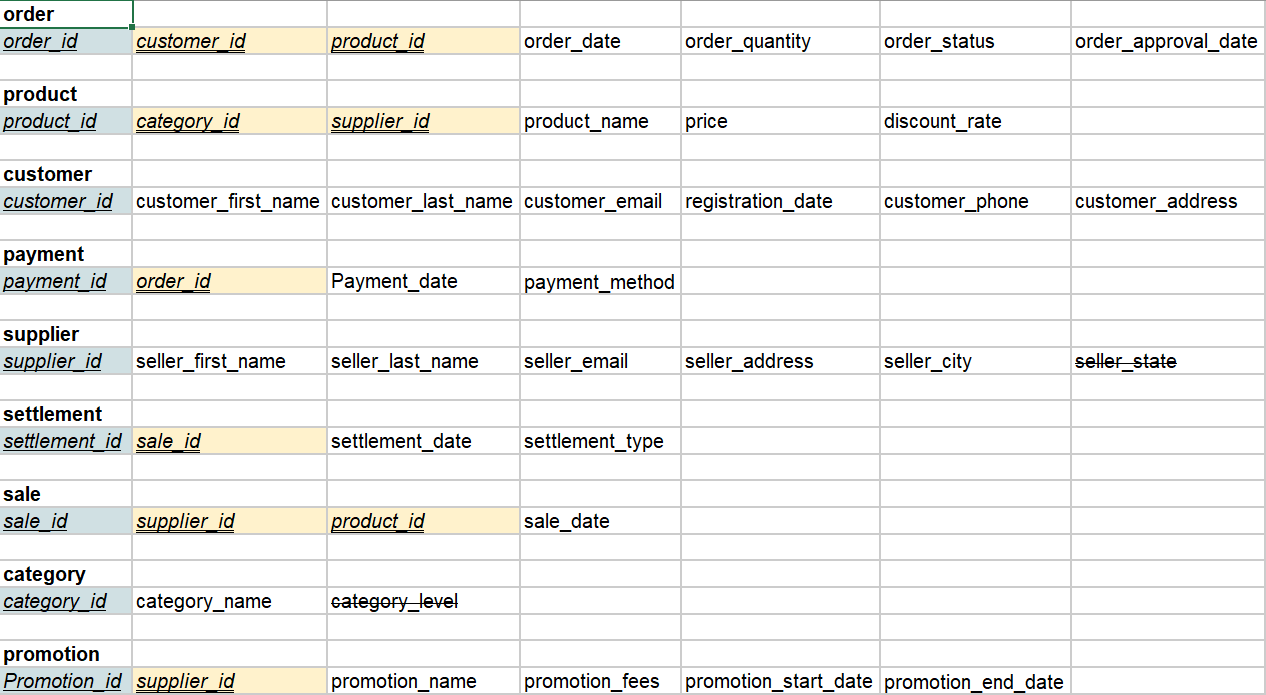 order
order_id customer_id product_id order_date order_quantity order_status order_approval_date
product
product_id category_id supplier_id product_name price discount_rate
customer
customer_id customer_first_name customer_last_name customer_email registration_date customer_phone customer_address
payment
payment_id order_id Payment_date payment_method
supplier
supplier_id seller_first_name seller_last_name seller_email seller_address seller_city seller_state
settlement
settlement_id sale_id settlement_date settlement_type
sale
sale_id supplier_id product_id sale_date
category
category_id category_name category_level
promotion
Promotion_id supplier_id promotion_name promotion_fees promotion_start_date promotion_end_date